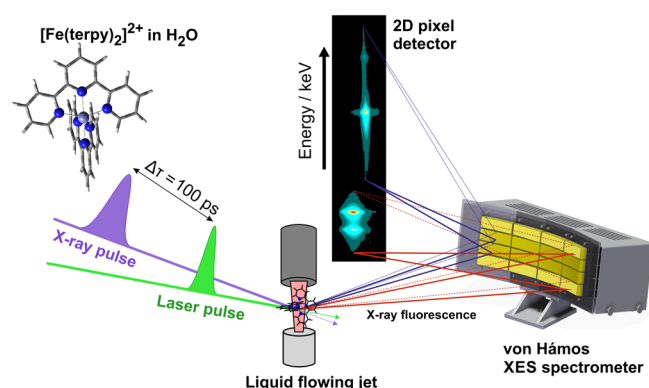 [Fe(terpy)₂]²⁺ in H₂O
2D pixel
detector
Energy / keV
Δτ = 100 ps
X-ray pulse
Laser pulse
X-ray fluorescence
von Hámos
XES spectrometer
Liquid flowing jet